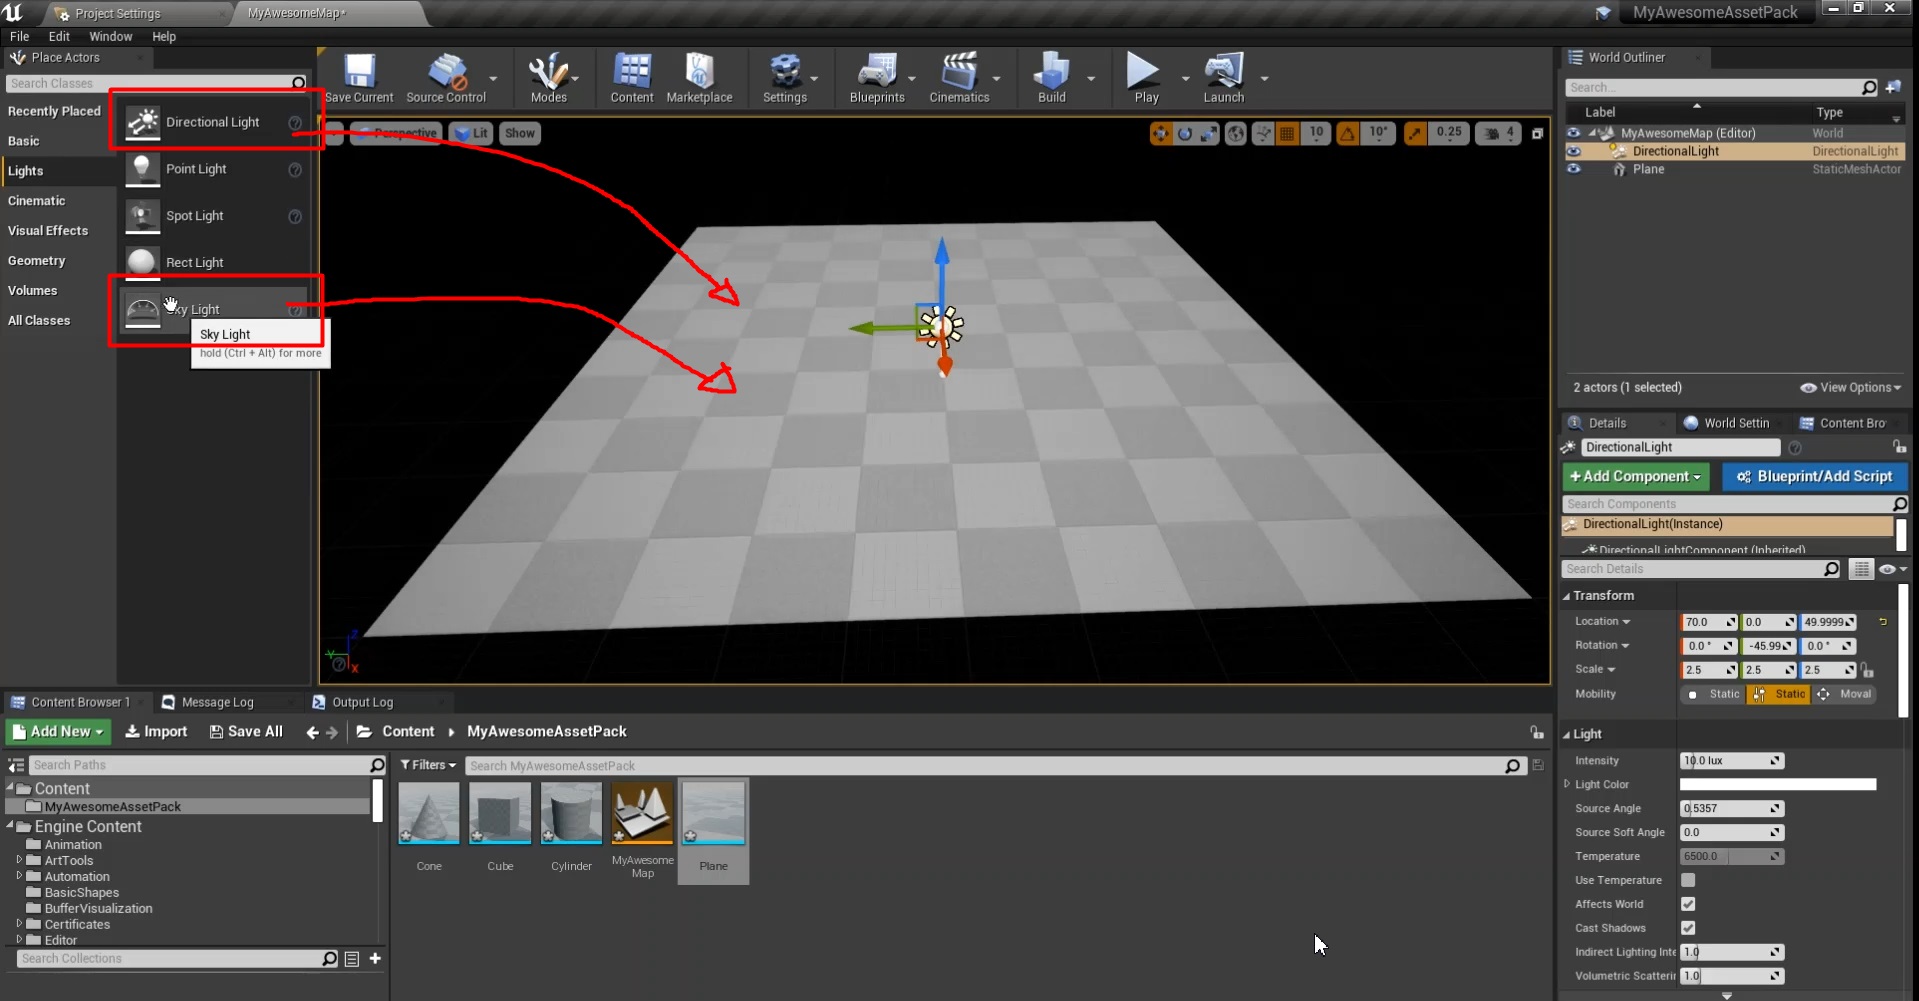 Project Settings
MyAwesomeMap*
MyAwesomeAssetPack
File Edit Window Help
Place Actors
Search Classes
Recently Placed
Basic
Lights
Cinematic
Visual Effects
Geometry
Volumes
All Classes
Directional Light
Point Light
Spot Light
Rect Light
Sky Light
Sky Light
hold (Ctrl + Alt) for more
Save Current
Source Control
Modes
Content
Marketplace
Settings
Blueprints
Cinematics
Build
Play
Launch
Perspective
Lit
Show
10
10°
0.25
4
Z
Y
X
World Outliner
Search...
Label
Type
MyAwesomeMap (Editor) World
DirectionalLight DirectionalLight
Plane StaticMeshActor
2 actors (1 selected)
View Options
Details
World Settin
Content Bro
DirectionalLight
+Add Component
Blueprint/Add Script
Search Components
DirectionalLight(Instance)
DirectionalLightComponent (Inherited)
Search Details
Transform
Location 70.0 0.0 49.9999
Rotation 0.0 ° -45.99 0.0 °
Scale 2.5 2.5 2.5
Mobility Static Static Moval
Light
Intensity 10.0 lux
Light Color
Source Angle 0.5357
Source Soft Angle 0.0
Temperature 6500.0
Use Temperature
Affects World
Cast Shadows
Indirect Lighting Inte 1.0
Volumetric Scatterin 1.0
Content Browser 1
Message Log
Output Log
Add New
Import
Save All
Content
MyAwesomeAssetPack
Search Paths
Content
MyAwesomeAssetPack
Engine Content
Animation
ArtTools
Automation
BasicShapes
BufferVisualization
Certificates
Editor
Search Collections
Filters
Search MyAwesomeAssetPack
Cone
Cube
Cylinder
MyAwesome
Map
Plane